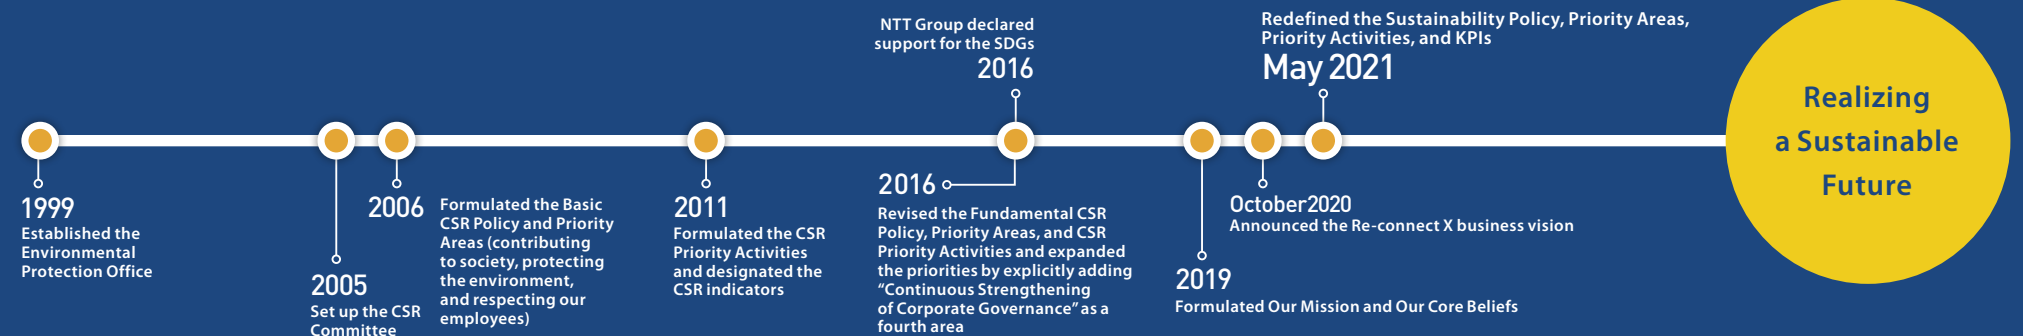 1999
Established the
Environmental
Protection Office
2005
Set up the CSR
Committee
2006
Formulated the Basic
CSR Policy and Priority
Areas (contributing
to society, protecting
the environment,
and respecting our
employees)
2011
Formulated the CSR
Priority Activities
and designated the
CSR indicators
NTT Group declared
support for the SDGs
2016
2016
Revised the Fundamental CSR
Policy, Priority Areas, and CSR
Priority Activities and expanded
the priorities by explicitly adding
“Continuous Strengthening
of Corporate Governance” as a
fourth area
2019
Formulated Our Mission and Our Core Beliefs
October2020
Announced the Re-connect X business vision
Redefined the Sustainability Policy, Priority Areas,
Priority Activities, and KPIs
May 2021
Realizing
a Sustainable
Future